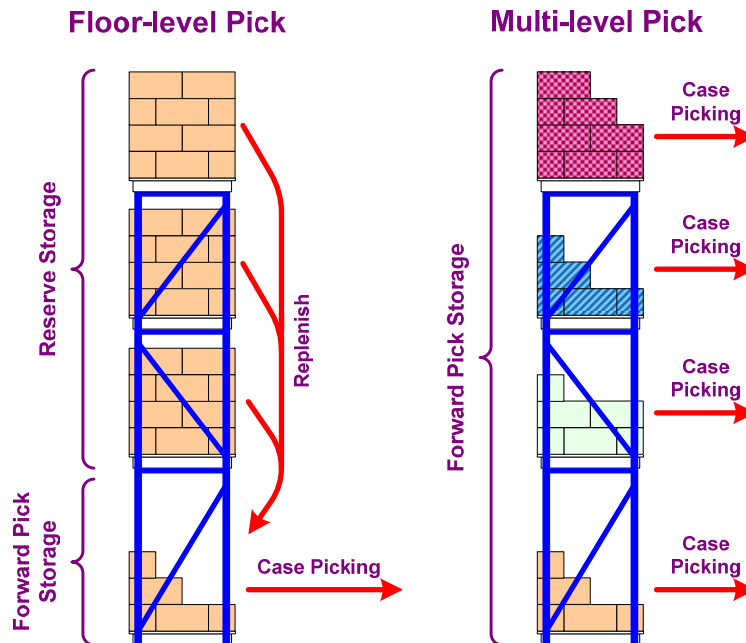 Floor-level Pick
Reserve Storage
Replenish
Forward Pick
Storage
Case Picking
Multi-level Pick
Forward Pick Storage
Case
Picking
Case
Picking
Case
Picking
Case
Picking